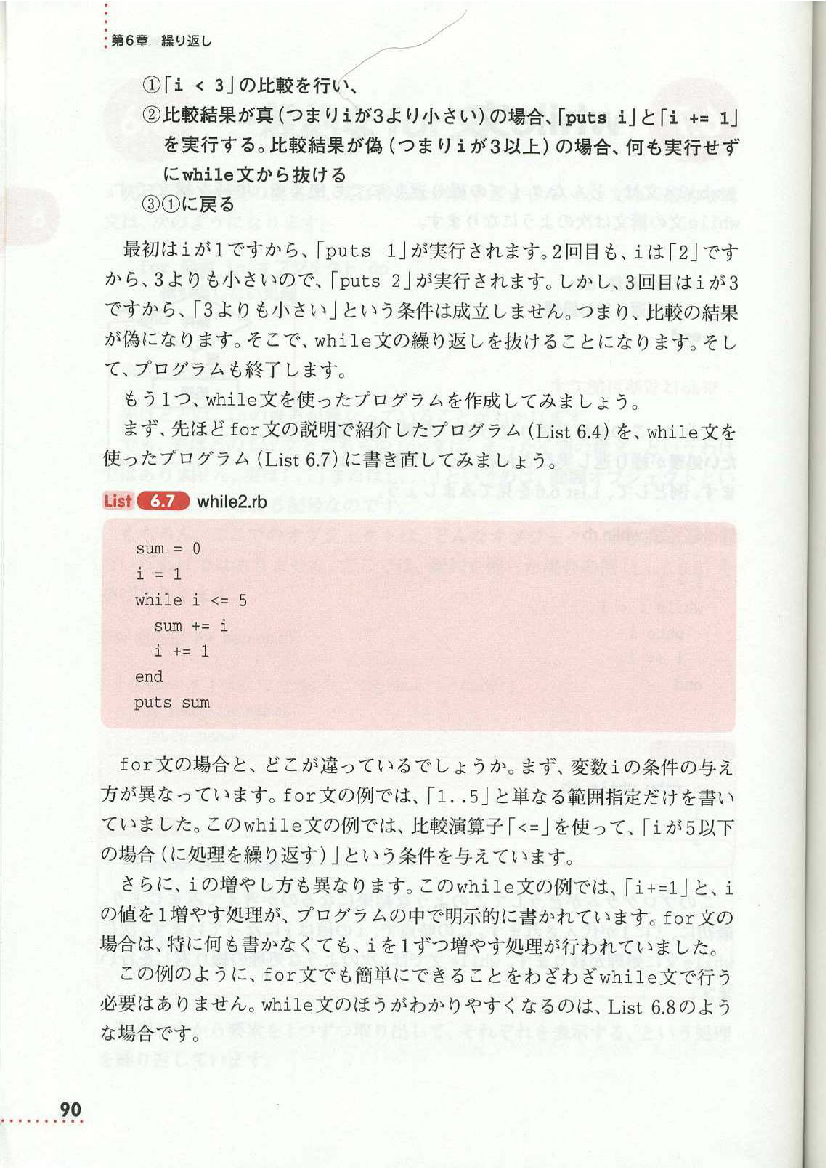 第6章 繰り返し
①「i < 3」の比較を行い、
②比較結果が真(つまりiが3より小さい)の場合、「puts i」と「i += 1」
を実行する。比較結果が偽(つまりiが3以上)の場合、何も実行せず
にwhile文から抜ける
③①に戻る
最初はiが1ですから、「puts 1」が実行されます。2回目も、iは「2」です
から、3よりも小さいので、「puts 2」が実行されます。しかし、3回目はiが3
ですから、「3よりも小さい」という条件は成立しません。つまり、比較の結果
が偽になります。そこで、while文の繰り返しを抜けることになります。そし
て、プログラムも終了します。
もう1つ、while文を使ったプログラムを作成してみましょう。
まず、先ほどfor文の説明で紹介したプログラム(List 6.4)を、while文を
使ったプログラム(List 6.7)に書き直してみましょう。
List 6.7 while2.rb
sum = 0
i = 1
while i <= 5
  sum += i
  i += 1
end
puts sum
for文の場合と、どこが違っているでしょうか。まず、変数iの条件の与え
方が異なっています。for文の例では、「1..5」と単なる範囲指定だけを書い
ていました。このwhile文の例では、比較演算子「<=」を使って、「iが5以下
の場合(に処理を繰り返す)」という条件を与えています。
さらに、iの増やし方も異なります。このwhile文の例では、「i+=1」と、i
の値を1増やす処理が、プログラムの中で明示的に書かれています。for文の
場合は、特に何も書かなくても、iを1ずつ増やす処理が行われていました。
この例のように、for文でも簡単にできることをわざわざwhile文で行う
必要はありません。while文のほうがわかりやすくなるのは、List 6.8のよう
な場合です。
90